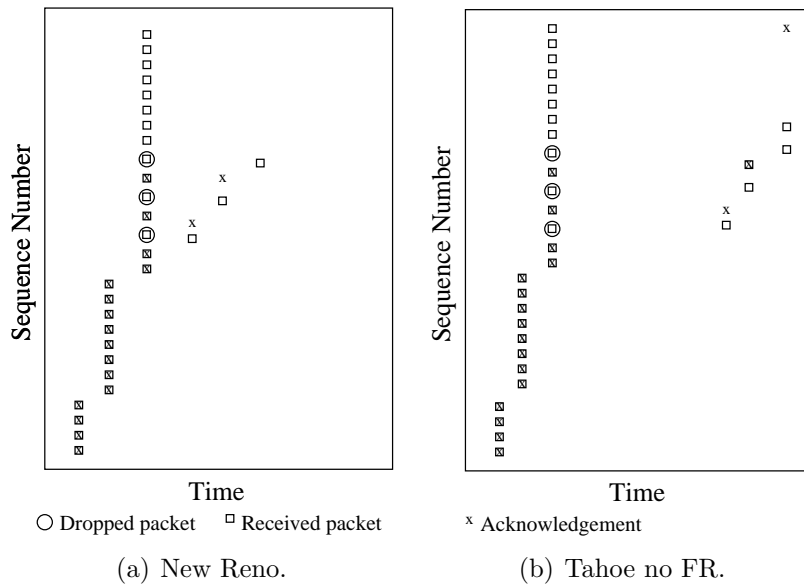 Sequence Number
Time
Sequence Number
Time
Dropped packet
Received packet
x Acknowledgement
(a) New Reno.
(b) Tahoe no FR.
x
x
x
x